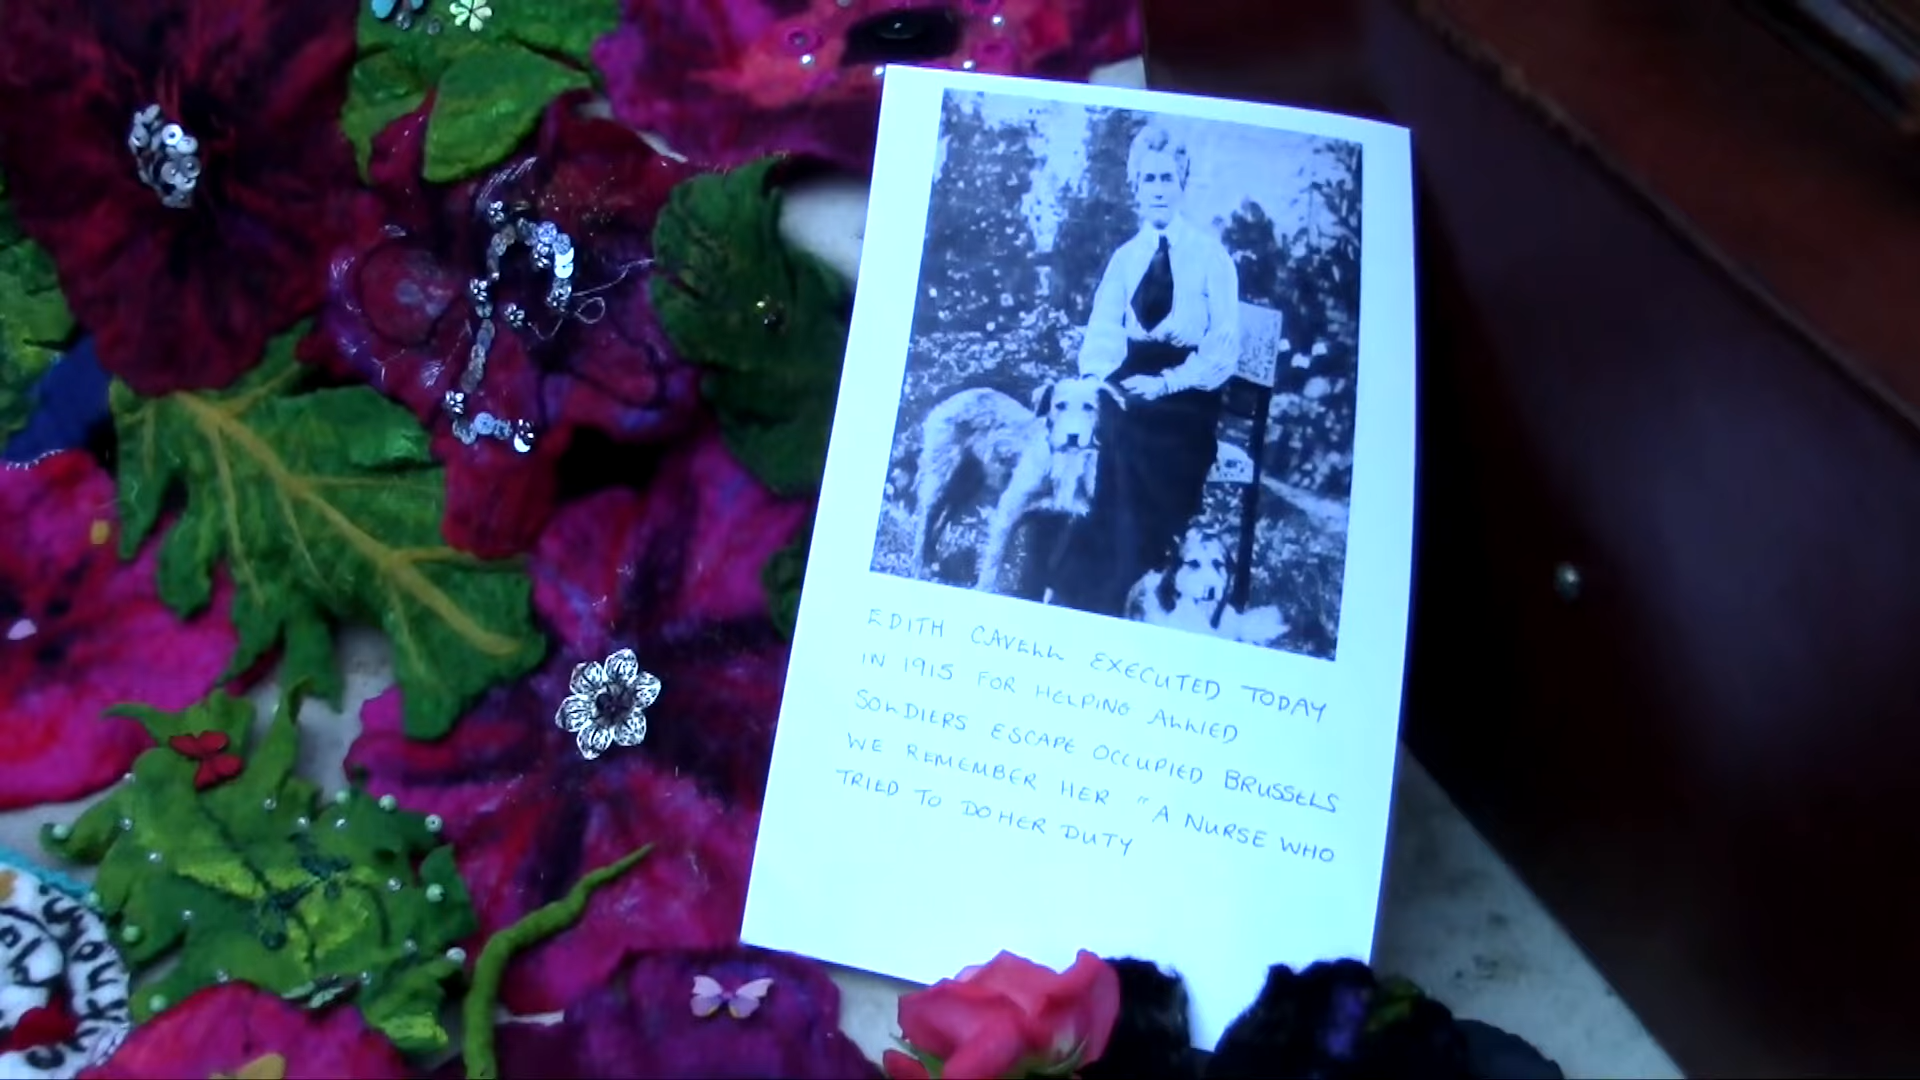 EDITH CAVELL EXECUTED TODAY
IN 1915 FOR HELPING ALLIED
SOLDIERS ESCAPE OCCUPIED BRUSSELS
WE REMEMBER HER "A NURSE WHO
TRIED TO DO HER DUTY